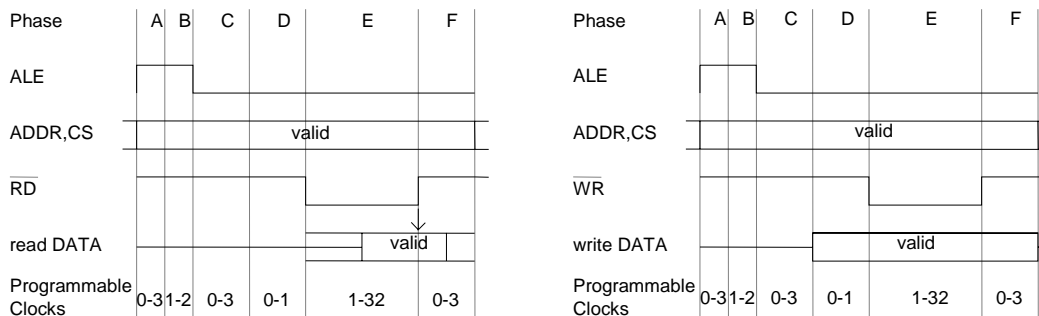 Phase A B C D E F
ALE
ADDR,CS valid
RD
read DATA valid
Programmable
Clocks 0-3 1-2 0-3 0-1 1-32 0-3
Phase A B C D E F
ALE
ADDR,CS valid
WR
write DATA valid
Programmable
Clocks 0-3 1-2 0-3 0-1 1-32 0-3